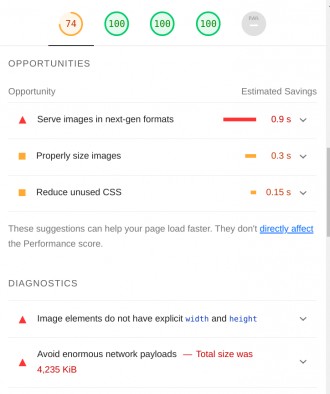 74 100 100 100 PWA
OPPORTUNITIES
Opportunity Estimated Savings
Serve images in next-gen formats 0.9 s
Properly size images 0.3 s
Reduce unused CSS 0.15 s
These suggestions can help your page load faster. They don't directly affect
the Performance score.
DIAGNOSTICS
Image elements do not have explicit width and height
Avoid enormous network payloads — Total size was
4,235 KiB